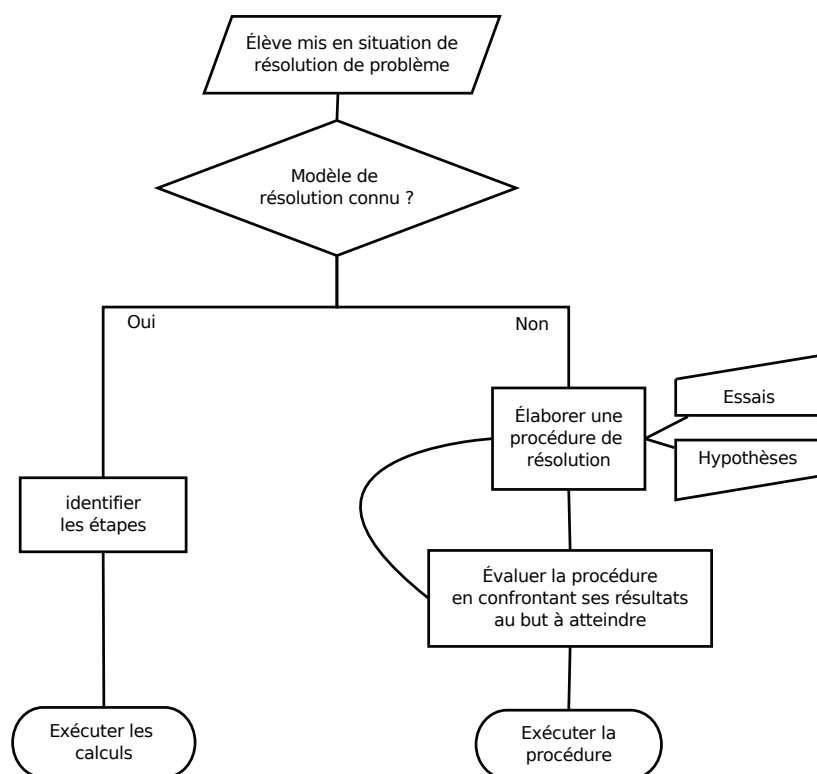 Élève mis en situation de
résolution de problème
Modèle de
résolution connu ?
Oui
Non
Essais
Élaborer une
procédure de
résolution
Hypothèses
identifier
les étapes
Évaluer la procédure
en confrontant ses résultats
au but à atteindre
Exécuter les
calculs
Exécuter la
procédure